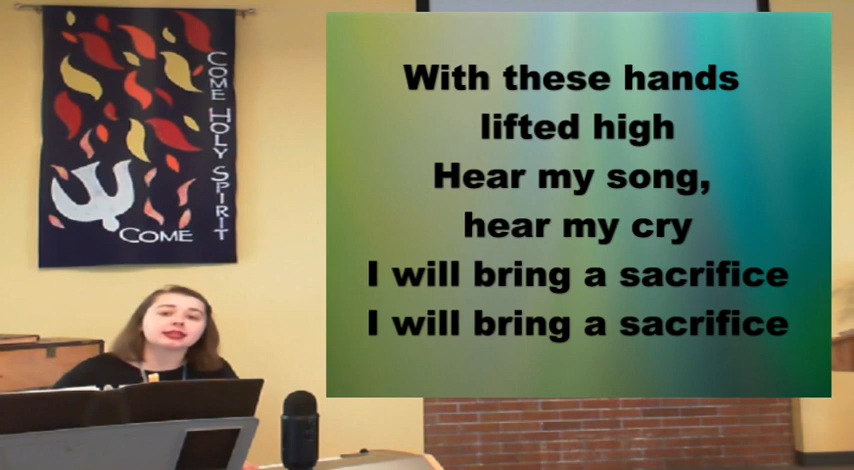 COME HOLY SPIRIT
COME
With these hands
lifted high
Hear my song,
hear my cry
I will bring a sacrifice
I will bring a sacrifice